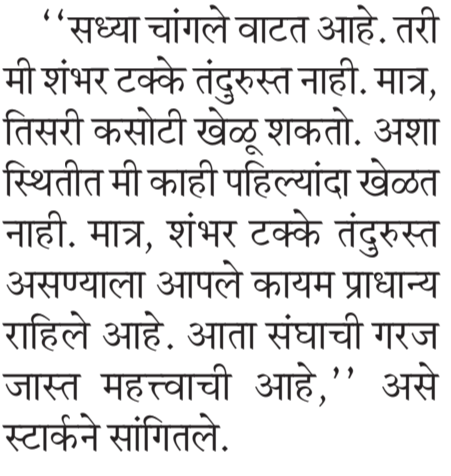 ‘‘सध्या चांगले वाटत आहे. तरी
मी शंभर टक्के तंदुरुस्त नाही. मात्र,
तिसरी कसोटी खेळू शकतो. अशा
स्थितीत मी काही पहिल्यांदा खेळत
नाही. मात्र, शंभर टक्के तंदुरुस्त
असण्याला आपले कायम प्राधान्य
राहिले आहे. आता संघाची गरज
जास्त महत्त्वाची आहे,’’ असे
स्टार्कने सांगितले.